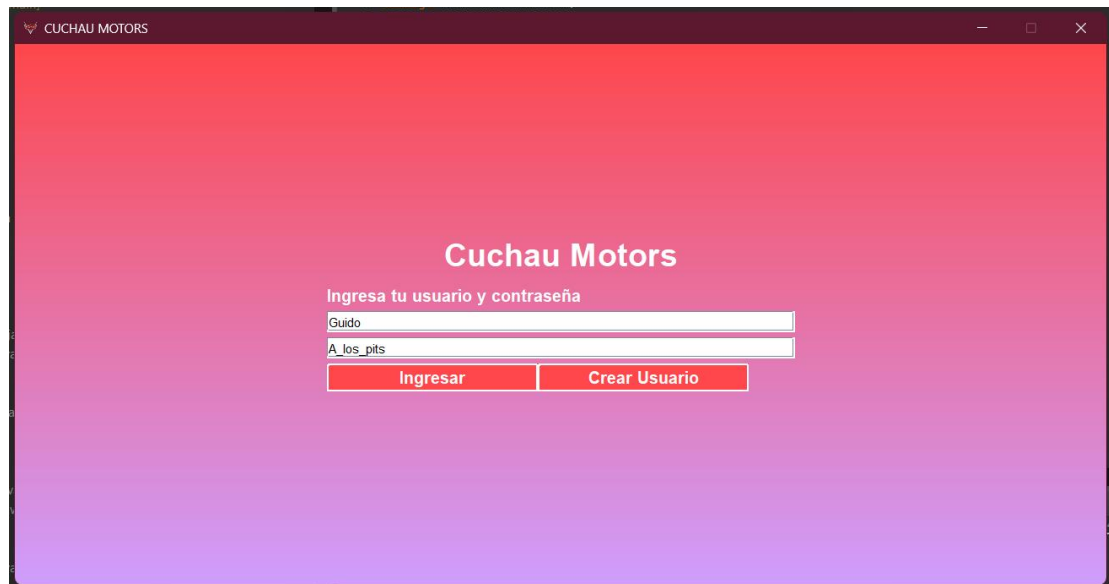 CUCHAU MOTORS
Cuchau Motors
Ingresa tu usuario y contraseña
Guido
A_los_pits
Ingresar Crear Usuario